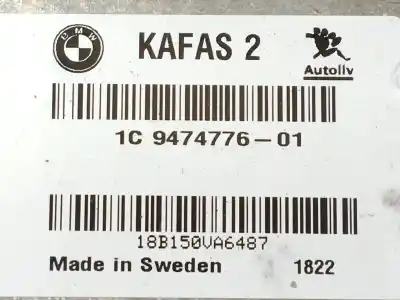 BMW
KAFAS 2
Autoliv
1C 9474776-01
18B150VA6487
Made in Sweden
1822